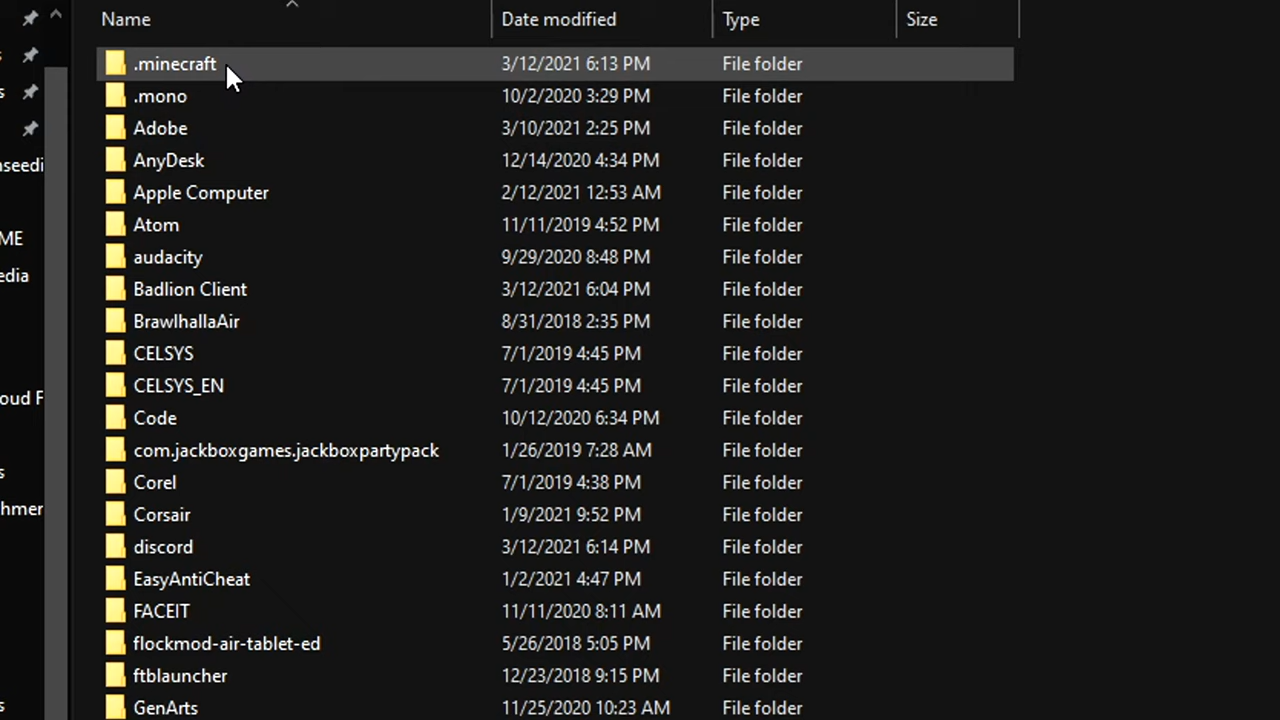 Name Date modified Type Size
.minecraft 3/12/2021 6:13 PM File folder
.mono 10/2/2020 3:29 PM File folder
Adobe 3/10/2021 2:25 PM File folder
AnyDesk 12/14/2020 4:34 PM File folder
nseedi
Apple Computer 2/12/2021 12:53 AM File folder
Atom 11/11/2019 4:52 PM File folder
ME
audacity 9/29/2020 8:48 PM File folder
edia
Badlion Client 3/12/2021 6:04 PM File folder
BrawlhallaAir 8/31/2018 2:35 PM File folder
CELSYS 7/1/2019 4:45 PM File folder
CELSYS_EN 7/1/2019 4:45 PM File folder
oud F
Code 10/12/2020 6:34 PM File folder
com.jackboxgames.jackboxpartypack 1/26/2019 7:28 AM File folder
s
Corel 7/1/2019 4:38 PM File folder
hmer
Corsair 1/9/2021 9:52 PM File folder
discord 3/12/2021 6:14 PM File folder
EasyAntiCheat 1/2/2021 4:47 PM File folder
FACEIT 11/11/2020 8:11 AM File folder
flockmod-air-tablet-ed 5/26/2018 5:05 PM File folder
ftblauncher 12/23/2018 9:15 PM File folder
s
GenArts 11/25/2020 10:23 AM File folder